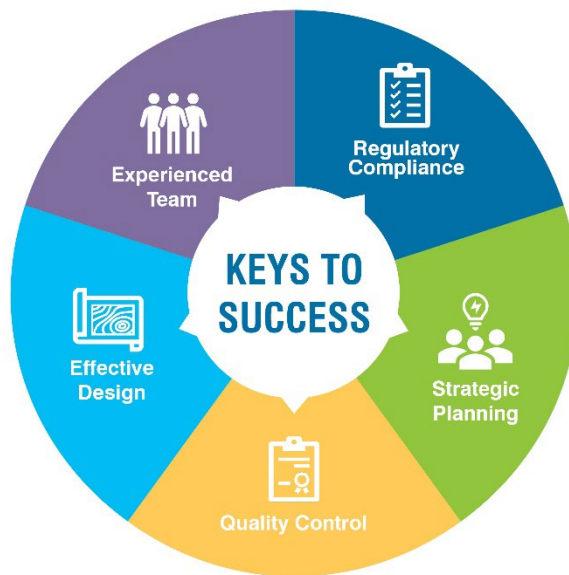 KEYS TO
SUCCESS
Regulatory
Compliance
Strategic
Planning
Quality Control
Effective
Design
Experienced
Team